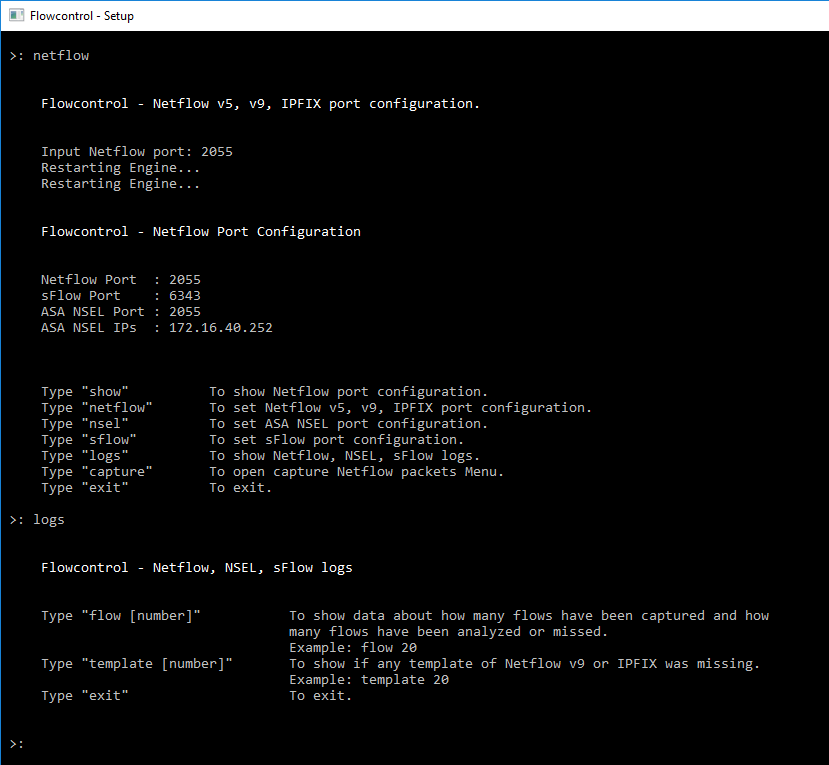 Flowcontrol - Setup
>: netflow
Flowcontrol - Netflow v5, v9, IPFIX port configuration.
Input Netflow port: 2055
Restarting Engine...
Restarting Engine...
Flowcontrol - Netflow Port Configuration
Netflow Port  : 2055
sFlow Port    : 6343
ASA NSEL Port : 2055
ASA NSEL IPs  : 172.16.40.252
Type "show"          To show Netflow port configuration.
Type "netflow"       To set Netflow v5, v9, IPFIX port configuration.
Type "nsel"          To set ASA NSEL port configuration.
Type "sflow"         To set sFlow port configuration.
Type "logs"          To show Netflow, NSEL, sFlow logs.
Type "capture"       To open capture Netflow packets Menu.
Type "exit"          To exit.
>: logs
Flowcontrol - Netflow, NSEL, sFlow logs
Type "flow [number]"           To show data about how many flows have been captured and how
many flows have been analyzed or missed.
Example: flow 20
Type "template [number]"       To show if any template of Netflow v9 or IPFIX was missing.
Example: template 20
Type "exit"                    To exit.
>: